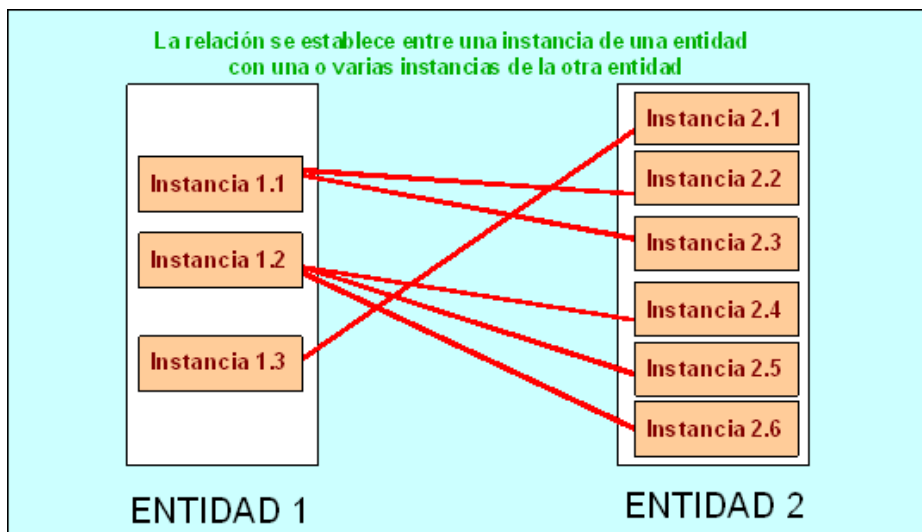 La relación se establece entre una instancia de una entidad
con una o varias instancias de la otra entidad
Instancia 1.1
Instancia 1.2
Instancia 1.3
Instancia 2.1
Instancia 2.2
Instancia 2.3
Instancia 2.4
Instancia 2.5
Instancia 2.6
ENTIDAD 1
ENTIDAD 2